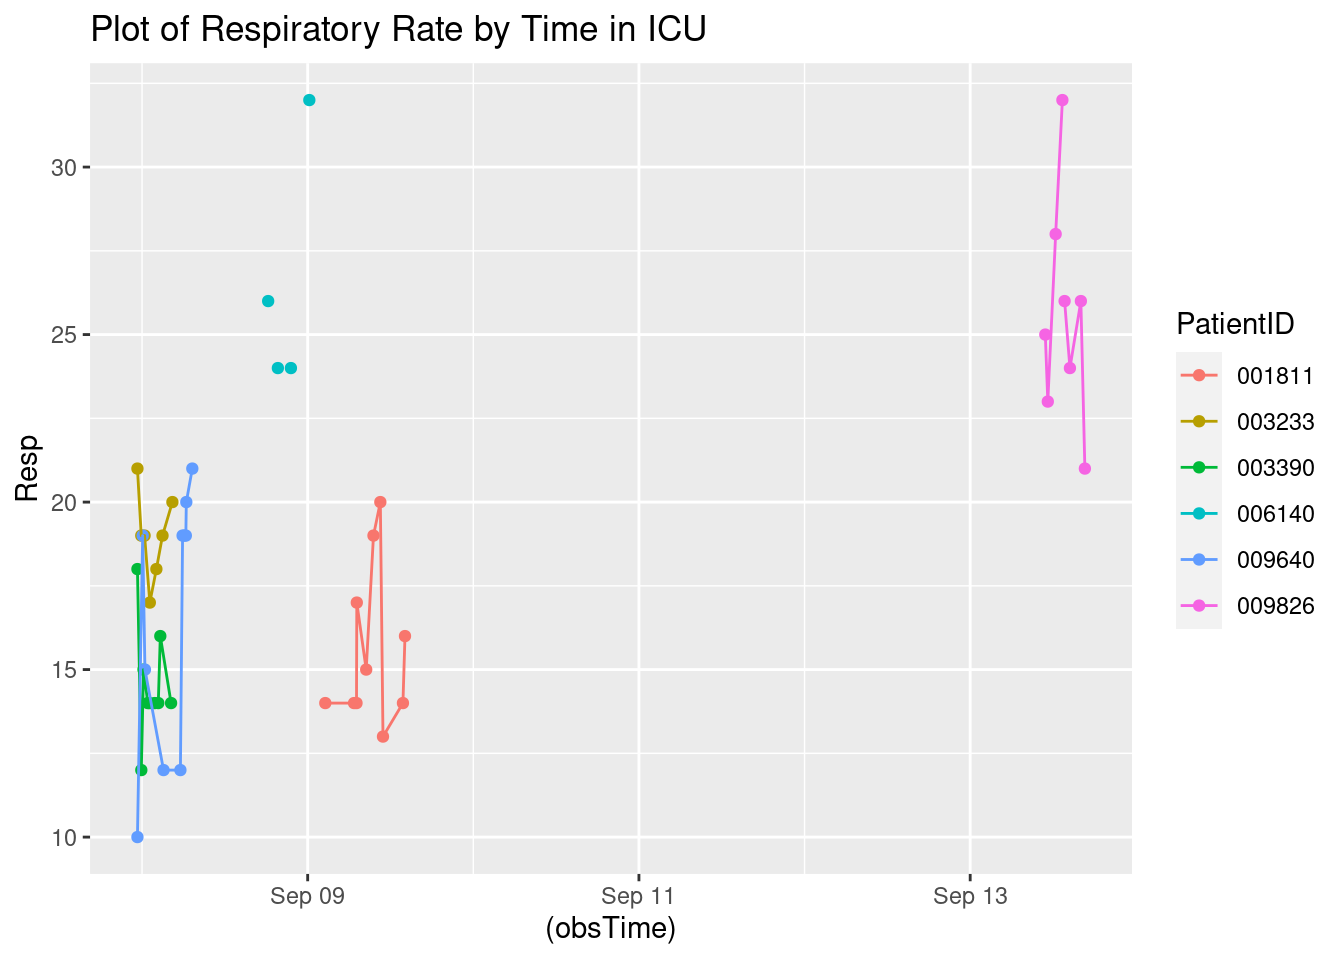 Plot of Respiratory Rate by Time in ICU
30
25
20
15
10
Resp
Sep 09
Sep 11
Sep 13
(obsTime)
PatientID
001811
003233
003390
006140
009640
009826